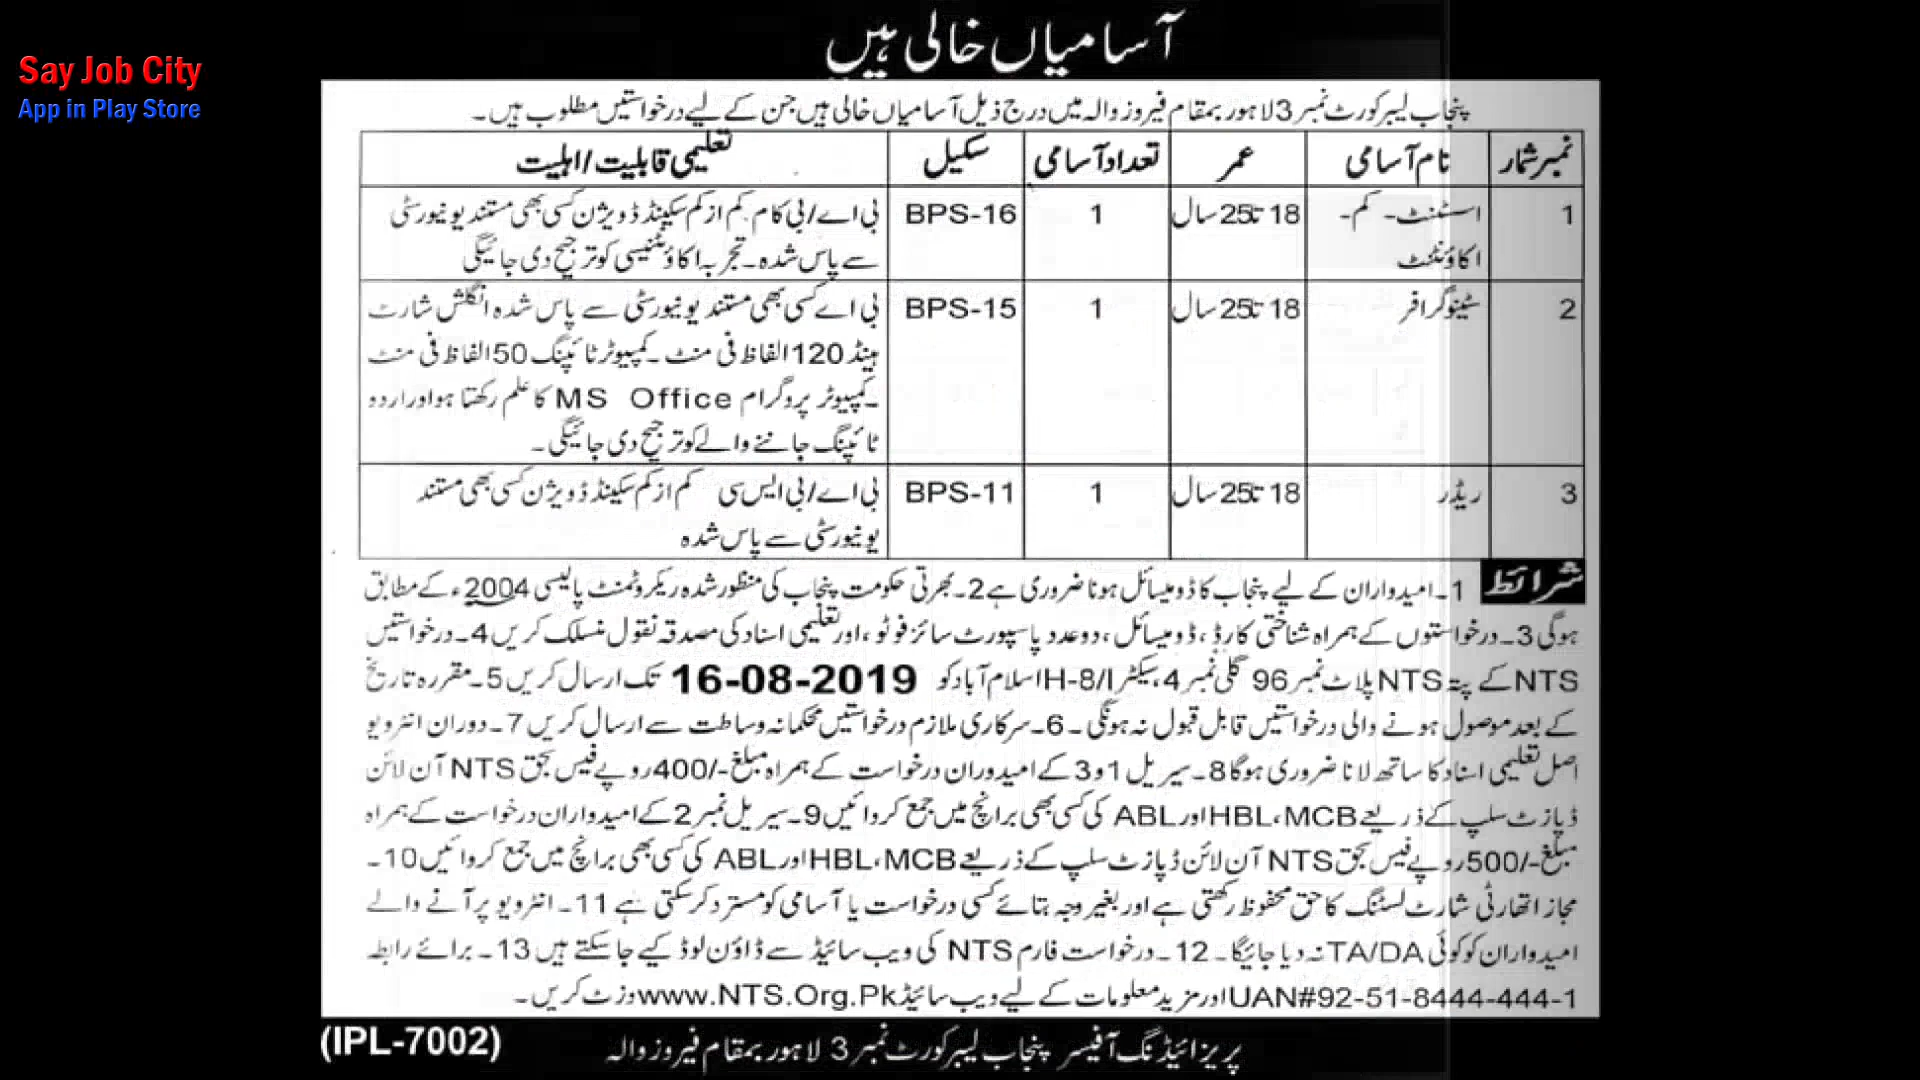 Say Job City
App in Play Store
آسامیاں خالی ہیں
پنجاب لیبر کورٹ نمبر 3 لاہور بمقام فیروز والہ میں درج ذیل آسامیاں خالی ہیں جن کے لیے درخواستیں مطلوب ہیں۔
نمبر شمار نام آسامی عمر تعداد آسامی سکیل تعلیمی قابلیت/اہلیت
1 اسسٹنٹ-کم- 18 تا 25 سال 1 BPS-16 بی اے/بی کام کم از کم سیکنڈ ڈویژن کسی بھی مستند یونیورسٹی
اکاؤنٹنٹ سے پاس شدہ۔ تجربہ اکاؤنٹنسی کو ترجیح دی جائیگی
2 سٹینوگرافر 18 تا 25 سال 1 BPS-15 بی اے کسی بھی مستند یونیورسٹی سے پاس شدہ انگلش شارٹ
ہینڈ 120 الفاظ فی منٹ۔ کمپیوٹر ٹائپنگ 50 الفاظ فی منٹ
۔کمپیوٹر پروگرام MS Office کا علم رکھتا ہو اور اردو
ٹائپنگ جاننے والے کو ترجیح دی جائیگی۔
3 ریڈر 18 تا 25 سال 1 BPS-11 بی اے/بی ایس سی کم از کم سیکنڈ ڈویژن کسی بھی مستند
یونیورسٹی سے پاس شدہ
شرائط 1۔ امیدواران کے لیے پنجاب کا ڈومیسائل ہونا ضروری ہے 2۔ بھرتی حکومت پنجاب کی منظور شدہ ریکروٹمنٹ پالیسی 2004ء کے مطابق
ہوگی 3۔ درخواستوں کے ہمراہ شناختی کارڈ، ڈومیسائل، دو عدد پاسپورٹ سائز فوٹو، اور تعلیمی اسناد کی مصدقہ نقول منسلک کریں 4۔ درخواستیں
NTS کے پتہ NTS پلاٹ نمبر 96 گلی نمبر 4، سیکٹر H-8/I اسلام آباد کو 16-08-2019 تک ارسال کریں 5۔ مقررہ تاریخ
کے بعد موصول ہونے والی درخواستیں قابل قبول نہ ہونگی۔ 6۔ سرکاری ملازم درخواستیں محکمانہ وساطت سے ارسال کریں 7۔ دوران انٹرویو
اصل تعلیمی اسناد کا ساتھ لانا ضروری ہوگا 8۔ سیریل 1 و 3 کے امیدواران درخواست کے ہمراہ مبلغ -/400 روپے فیس بحق NTS آن لائن
ڈپازٹ سلپ کے ذریعے HBL، MCB اور ABL کی کسی بھی برانچ میں جمع کروائیں 9۔ سیریل نمبر 2 کے امیدواران درخواست کے ہمراہ
مبلغ -/500 روپے فیس بحق NTS آن لائن ڈپازٹ سلپ کے ذریعے HBL، MCB اور ABL کی کسی بھی برانچ میں جمع کروائیں 10۔
مجاز اتھارٹی شارٹ لسٹنگ کا حق محفوظ رکھتی ہے اور بغیر وجہ بتائے کسی درخواست یا آسامی کو مسترد کر سکتی ہے 11۔ انٹرویو پر آنے والے
امیدواران کو کوئی TA/DA نہ دیا جائیگا۔ 12۔ درخواست فارم NTS کی ویب سائیڈ سے ڈاؤن لوڈ کیے جا سکتے ہیں 13۔ برائے رابطہ
UAN#92-51-8444-444-1 اور مزید معلومات کے لیے ویب سائیڈ www.NTS.Org.Pk وزٹ کریں۔
پریزائیڈنگ آفیسر پنجاب لیبر کورٹ نمبر 3 لاہور بمقام فیروز والہ (IPL-7002)